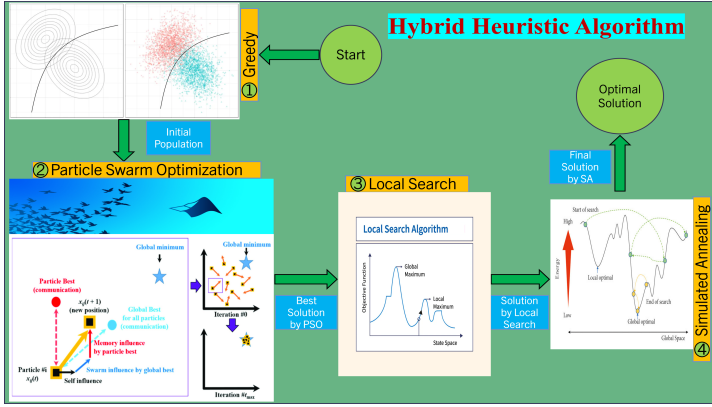 Hybrid Heuristic Algorithm
Start
① Greedy
Initial
Population
② Particle Swarm Optimization
Global minimum
Particle Best
(communication)
xij(t + 1)
(new position)
Global Best
for all particles
(communication)
Memory influence
by particle best
Particle #i
xij(t)
Self influence
Swarm influence by global best
Global minimum
Iteration #0
Iteration #tmax
Best
Solution
by PSO
③ Local Search
Local Search Algorithm
Objective Function
Global
Maximum
Local
Maximum
State Space
Solution
by Local
Search
④ Simulated Annealing
Start of search
High
Energy
Low
Local optimal
End of search
Global optimal
Global Space
Final
Solution
by SA
Optimal
Solution